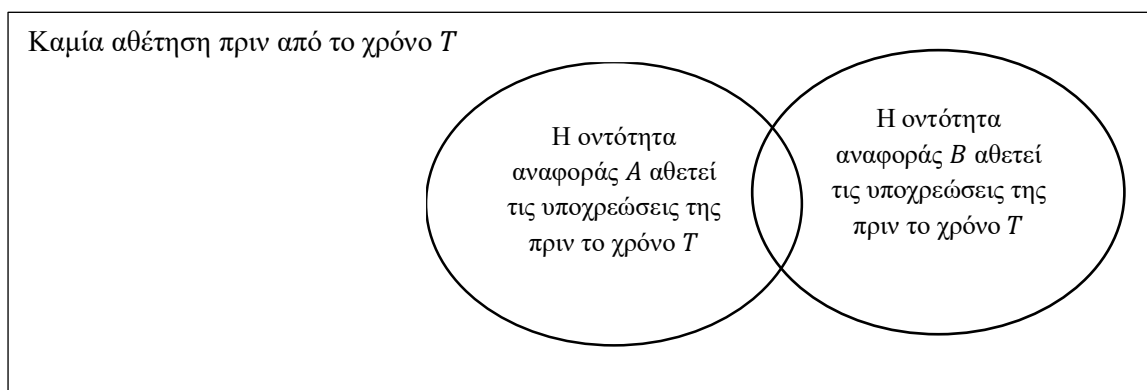 Καμία αθέτηση πριν από το χρόνο T
Η οντότητα
αναφοράς A αθετεί
τις υποχρεώσεις της
πριν το χρόνο T
Η οντότητα
αναφοράς B αθετεί
τις υποχρεώσεις της
πριν το χρόνο T